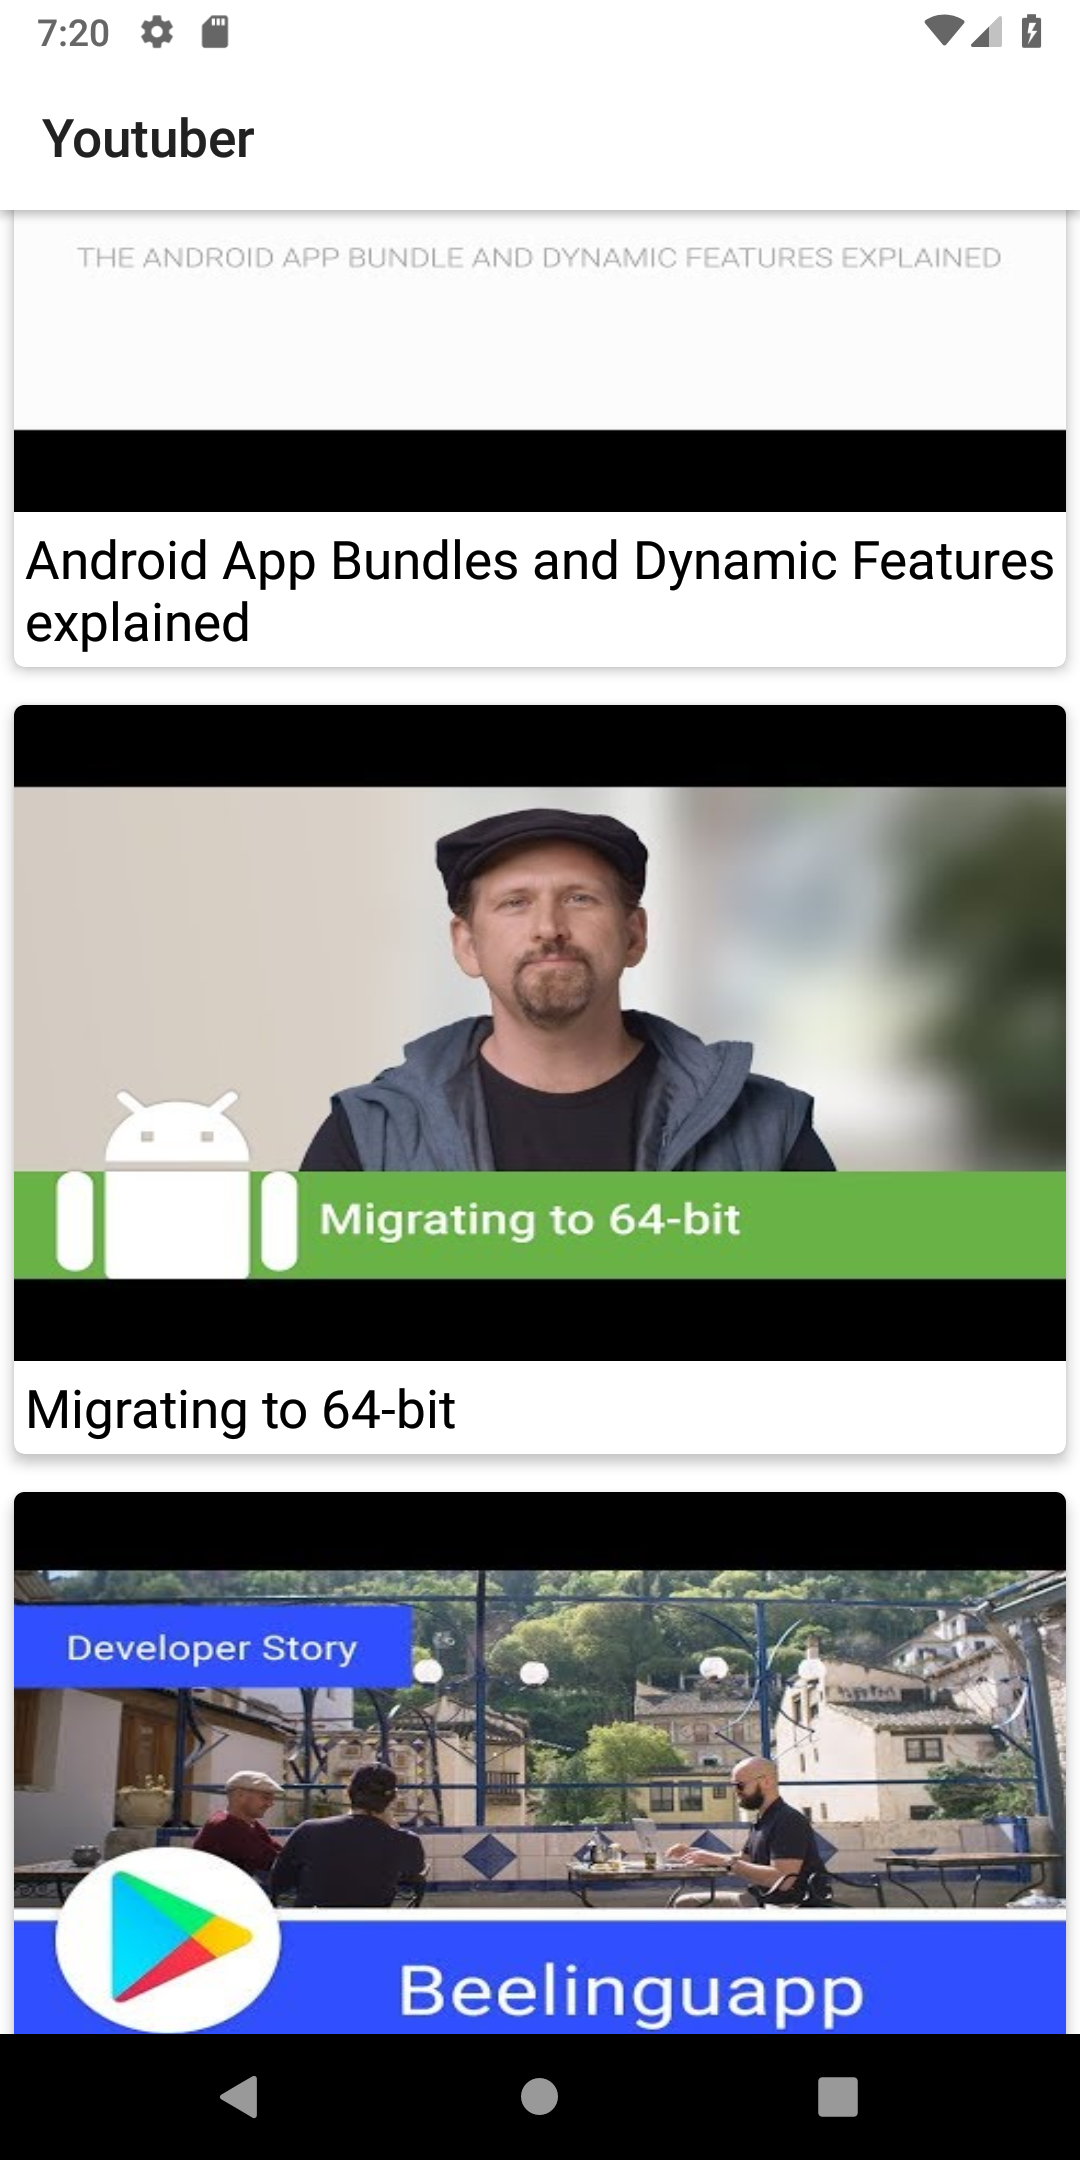 7:20
Youtuber
THE ANDROID APP BUNDLE AND DYNAMIC FEATURES EXPLAINED
Android App Bundles and Dynamic Features
explained
Migrating to 64-bit
Migrating to 64-bit
Developer Story
Beelinguapp